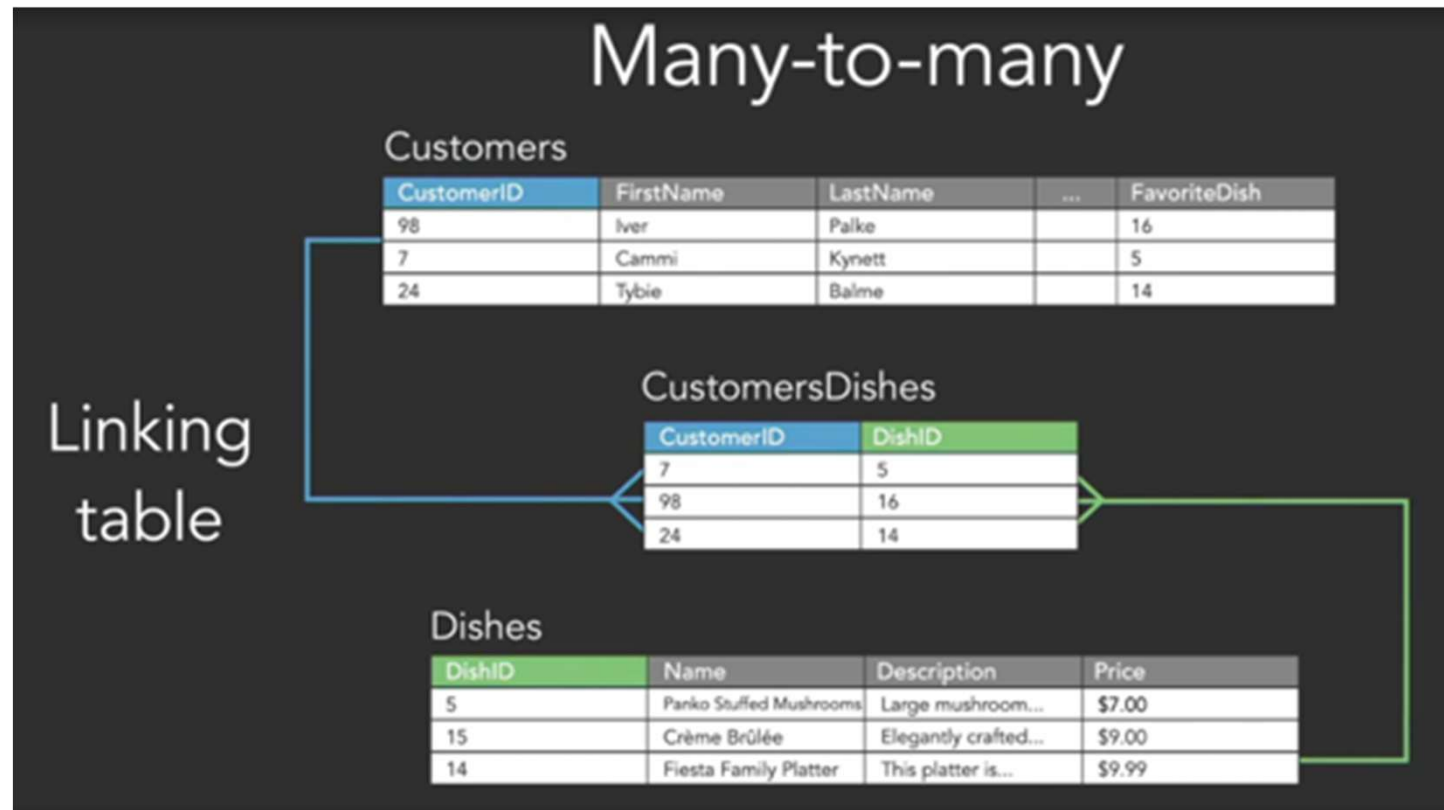 Many-to-many
Customers
CustomerID FirstName LastName ... FavoriteDish
98 Iver Palke 16
7 Cammi Kynett 5
24 Tybie Balme 14
Linking
table
CustomersDishes
CustomerID DishID
7 5
98 16
24 14
Dishes
DishID Name Description Price
5 Panko Stuffed Mushrooms Large mushroom... $7.00
15 Crème Brûlée Elegantly crafted... $9.00
14 Fiesta Family Platter This platter is... $9.99